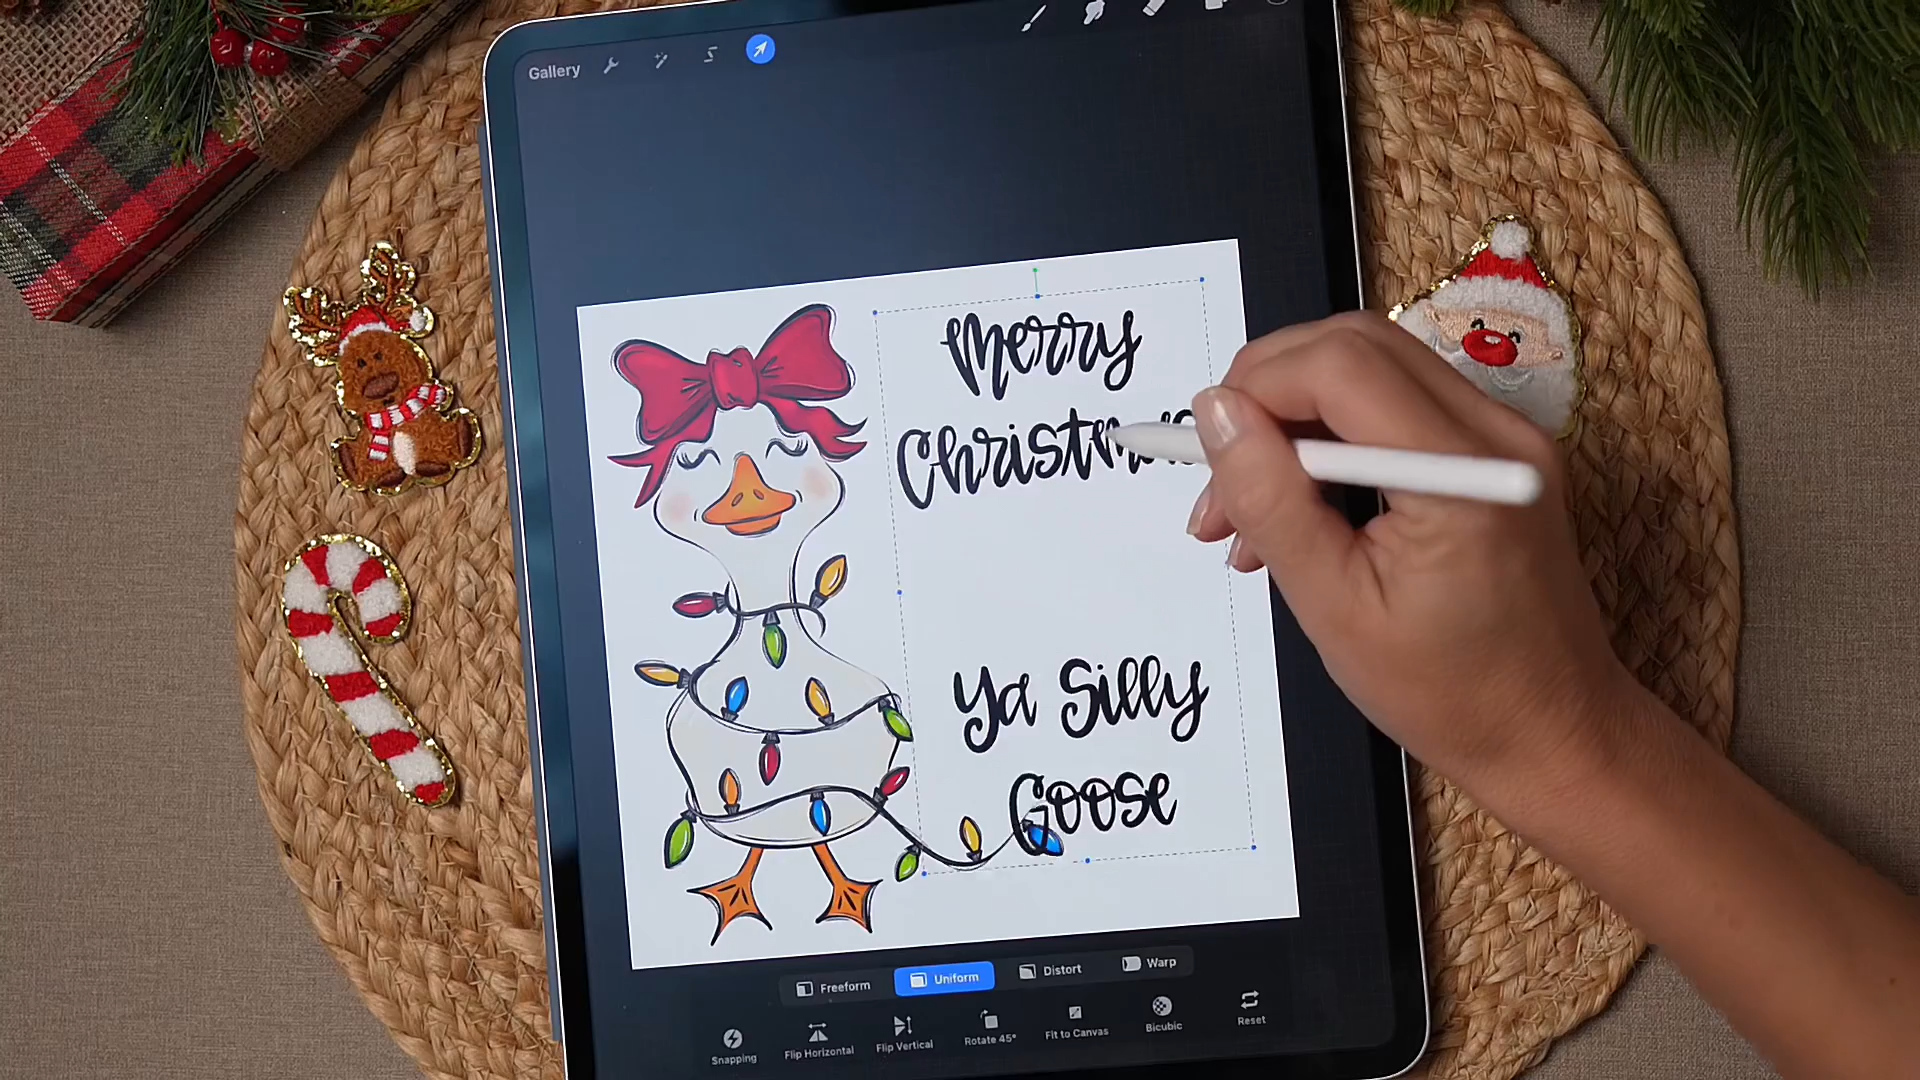 Gallery
Merry
Christmas
Ya Silly
Goose
Freeform
Uniform
Distort
Warp
Snapping
Flip Horizontal
Flip Vertical
Rotate 45°
Fit to Canvas
Bicubic
Reset